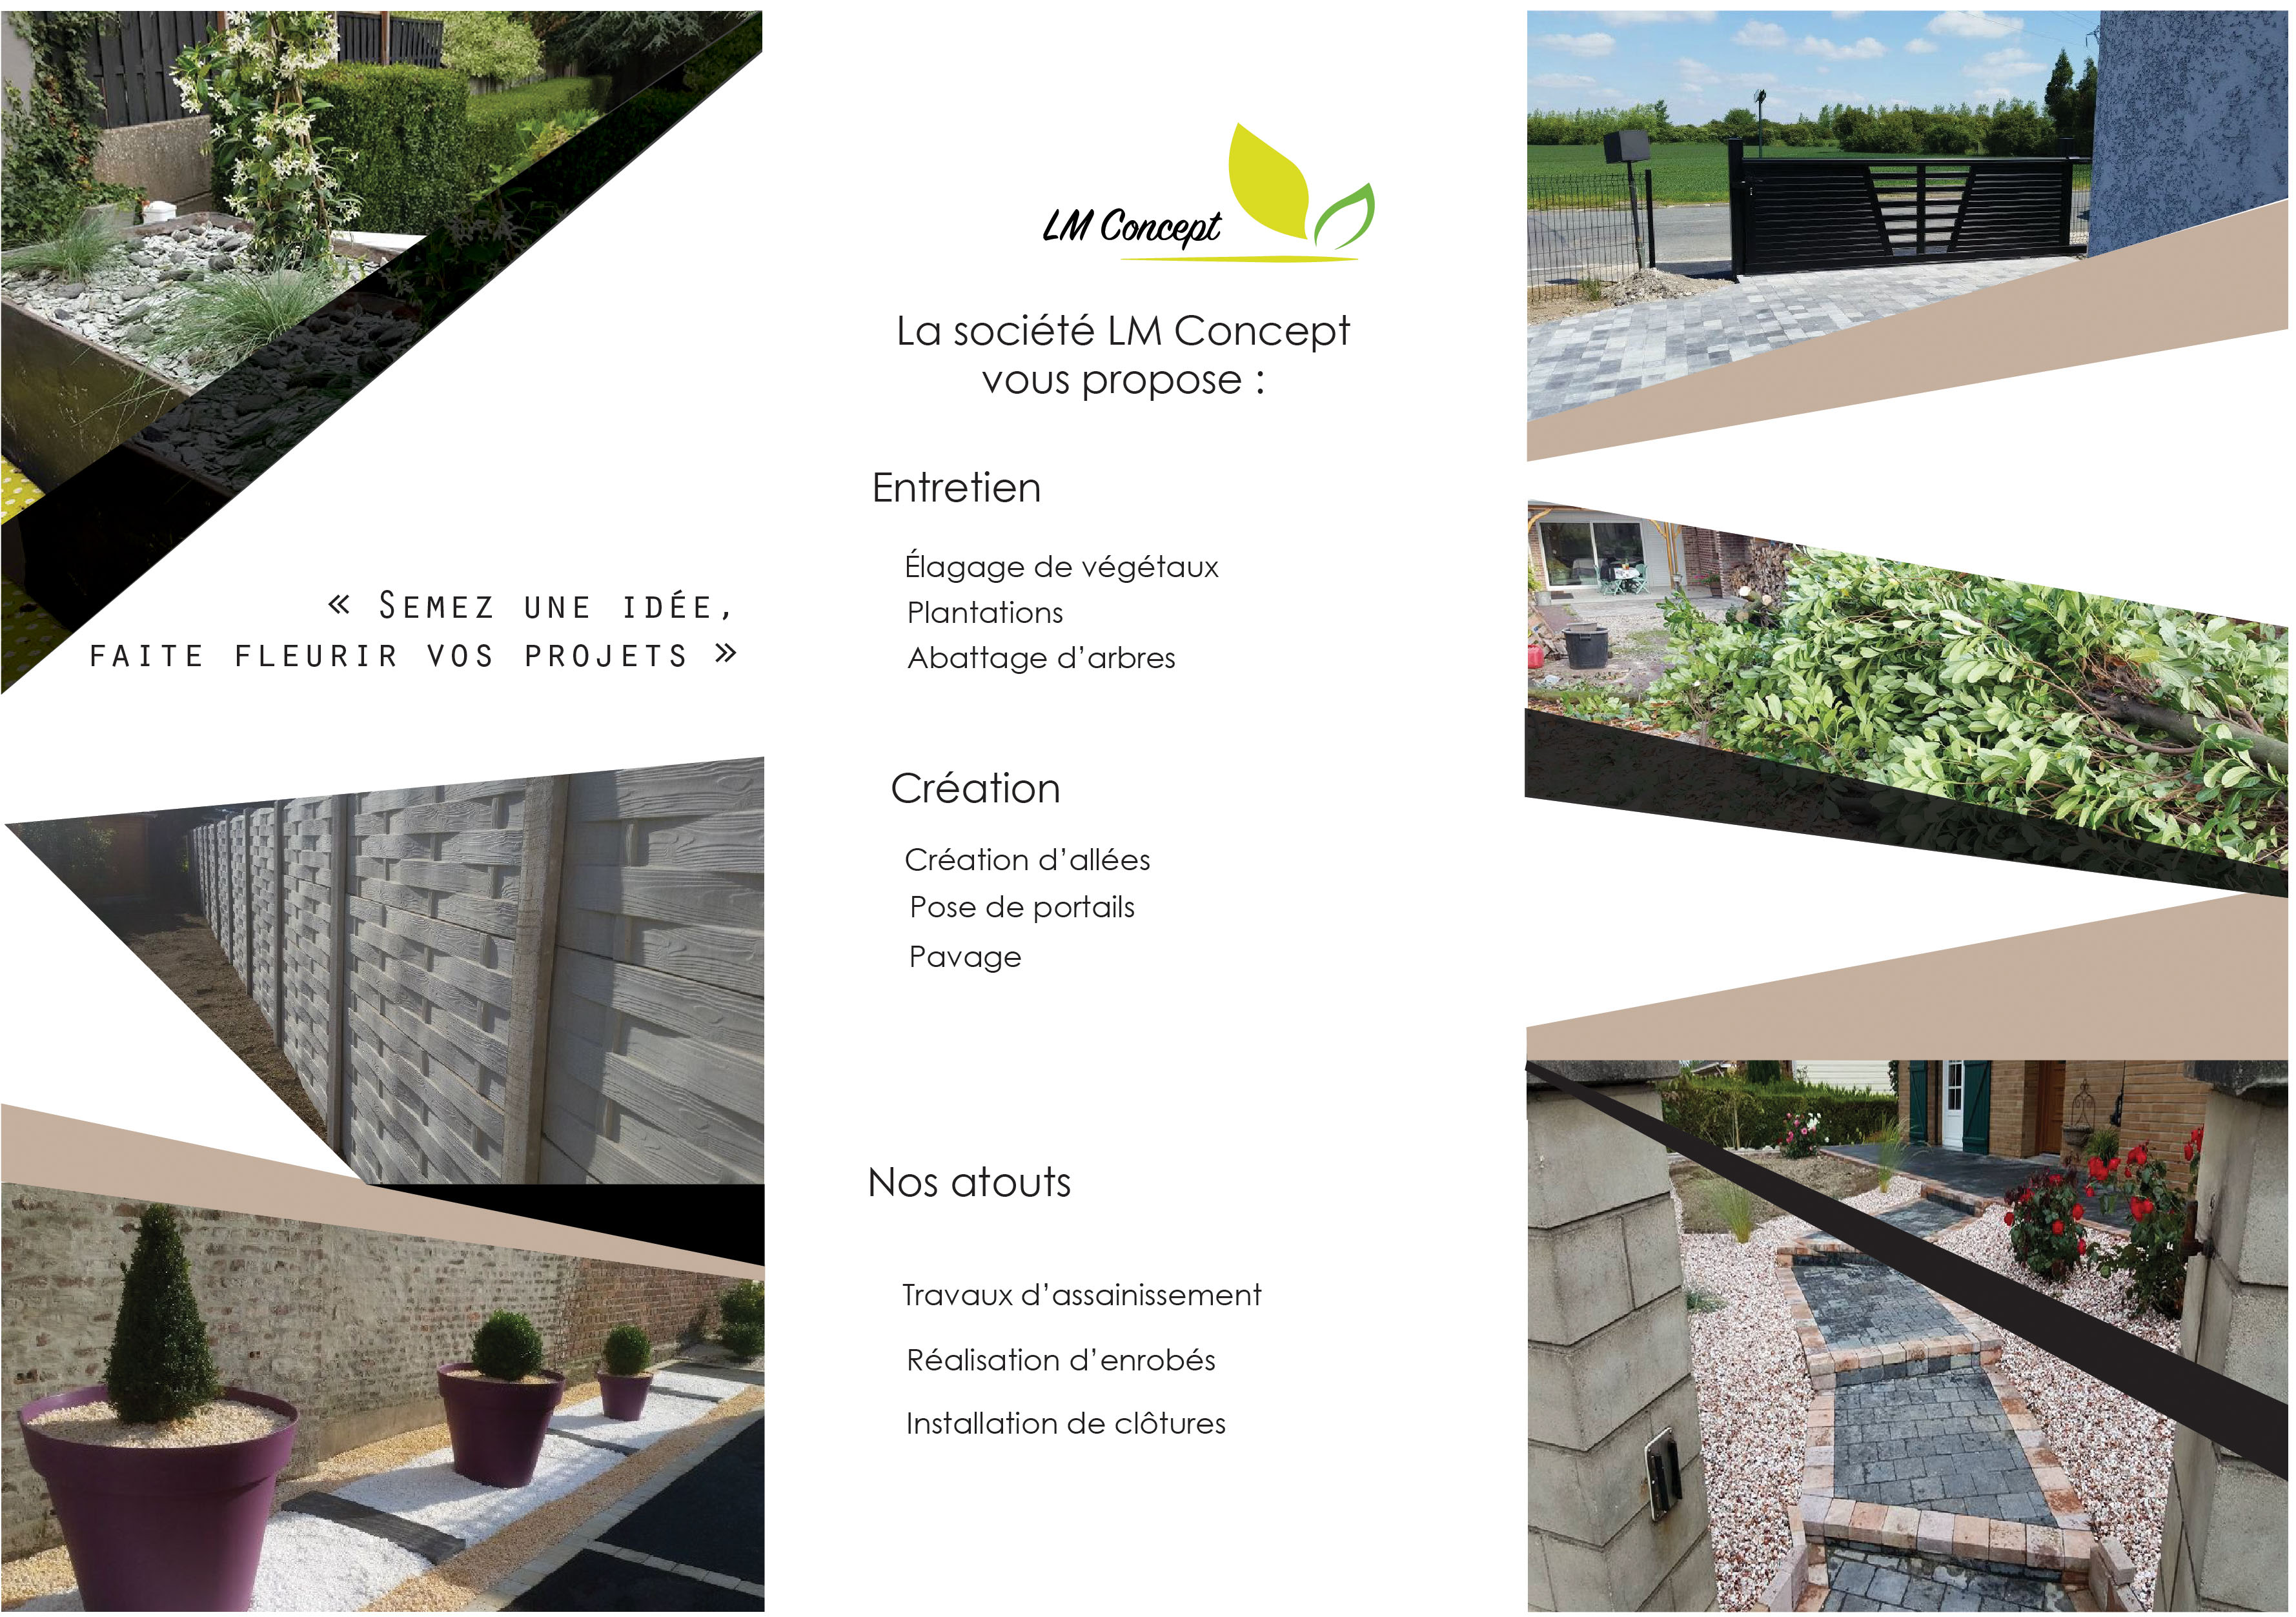 « Semez une idée,
faite fleurir vos projets »
LM Concept
La société LM Concept
vous propose :
Entretien
Élagage de végétaux
Plantations
Abattage d’arbres
Création
Création d’allées
Pose de portails
Pavage
Nos atouts
Travaux d’assainissement
Réalisation d’enrobés
Installation de clôtures